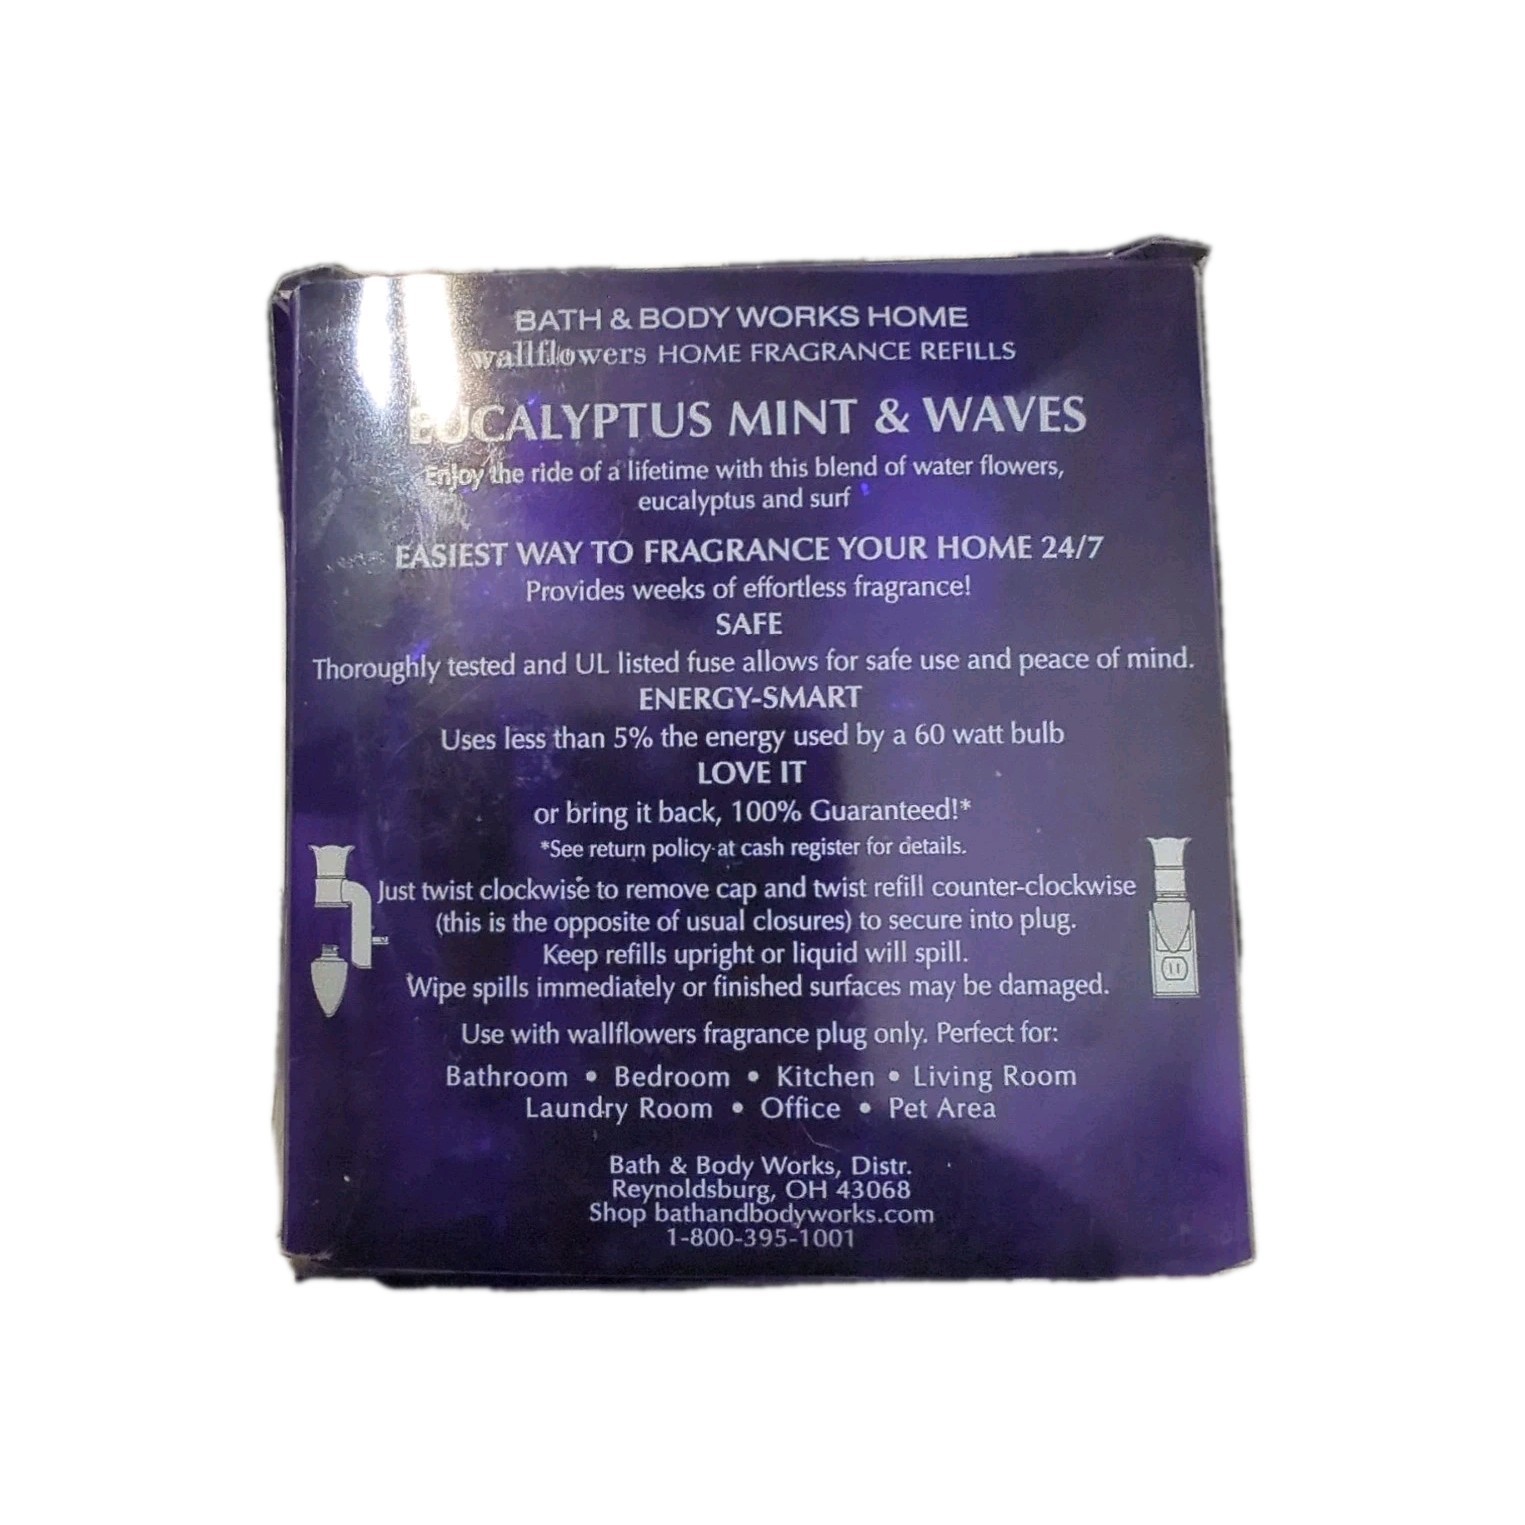 BATH & BODY WORKS HOME
wallflowers HOME FRAGRANCE REFILLS
EUCALYPTUS MINT & WAVES
Enjoy the ride of a lifetime with this blend of water flowers,
eucalyptus and surf
EASIEST WAY TO FRAGRANCE YOUR HOME 24/7
Provides weeks of effortless fragrance!
SAFE
Thoroughly tested and UL listed fuse allows for safe use and peace of mind.
ENERGY-SMART
Uses less than 5% the energy used by a 60 watt bulb
LOVE IT
or bring it back, 100% Guaranteed!*
*See return policy at cash register for details.
Just twist clockwise to remove cap and twist refill counter-clockwise
(this is the opposite of usual closures) to secure into plug.
Keep refills upright or liquid will spill.
Wipe spills immediately or finished surfaces may be damaged.
Use with wallflowers fragrance plug only. Perfect for:
Bathroom • Bedroom • Kitchen • Living Room
Laundry Room • Office • Pet Area
Bath & Body Works, Distr.
Reynoldsburg, OH 43068
Shop bathandbodyworks.com
1-800-395-1001